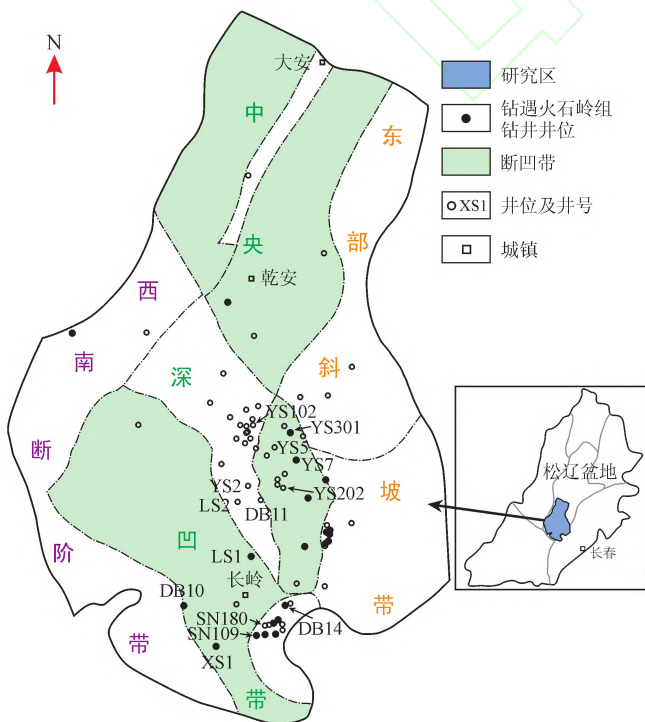 N
大安
中
央
深
凹
带
东
部
斜
坡
带
西
南
断
阶
带
乾安
YS102
YS301
YS5
YS7
YS2
YS202
LS2
DB11
LS1
长岭
DB10
SN180
SN109
DB14
XS1
研究区
钻遇火石岭组
钻井井位
断凹带
XS1 井位及井号
城镇
松辽盆地
长春